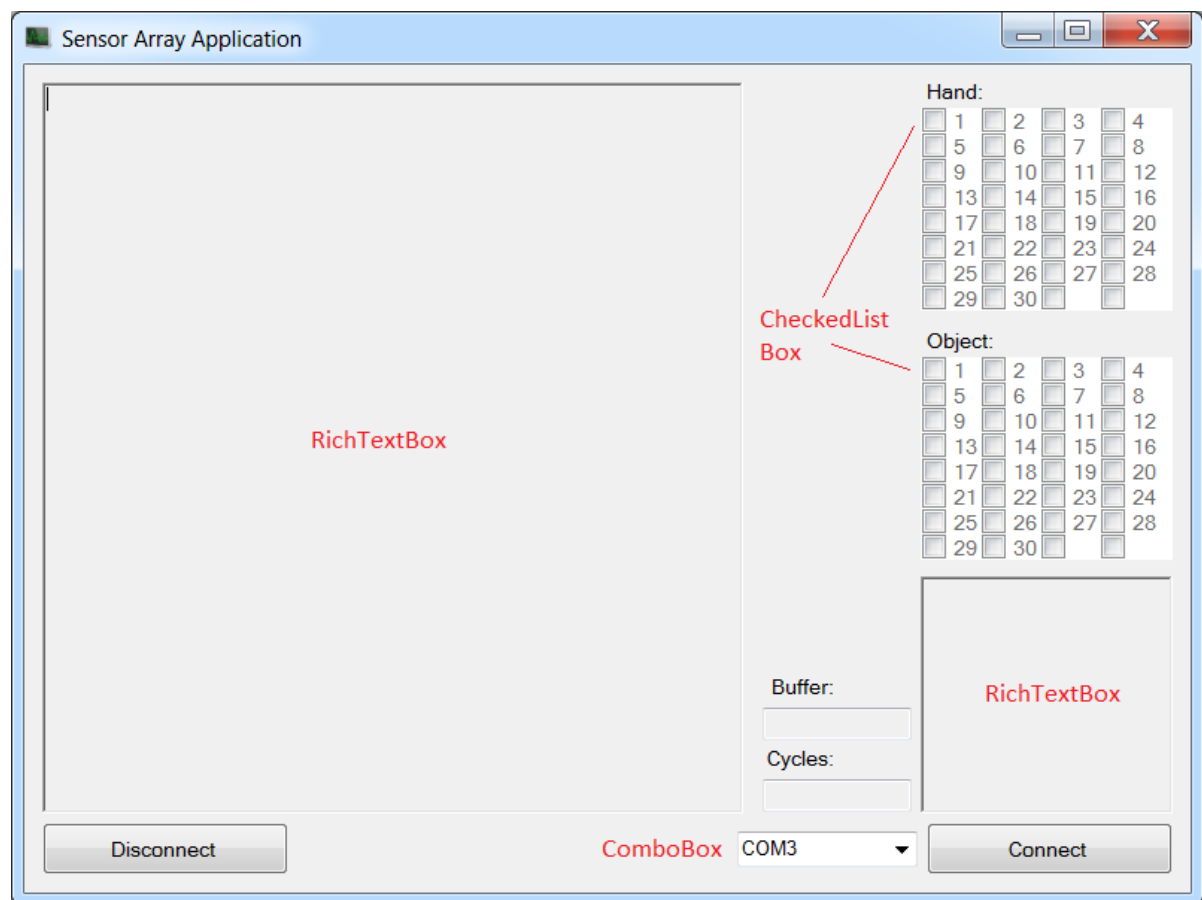 Sensor Array Application
Hand:
1 2 3 4
5 6 7 8
9 10 11 12
13 14 15 16
17 18 19 20
21 22 23 24
25 26 27 28
29 30
CheckedList
Box
Object:
1 2 3 4
5 6 7 8
9 10 11 12
13 14 15 16
17 18 19 20
21 22 23 24
25 26 27 28
29 30
RichTextBox
Buffer:
RichTextBox
Cycles:
Disconnect
ComboBox
COM3
Connect